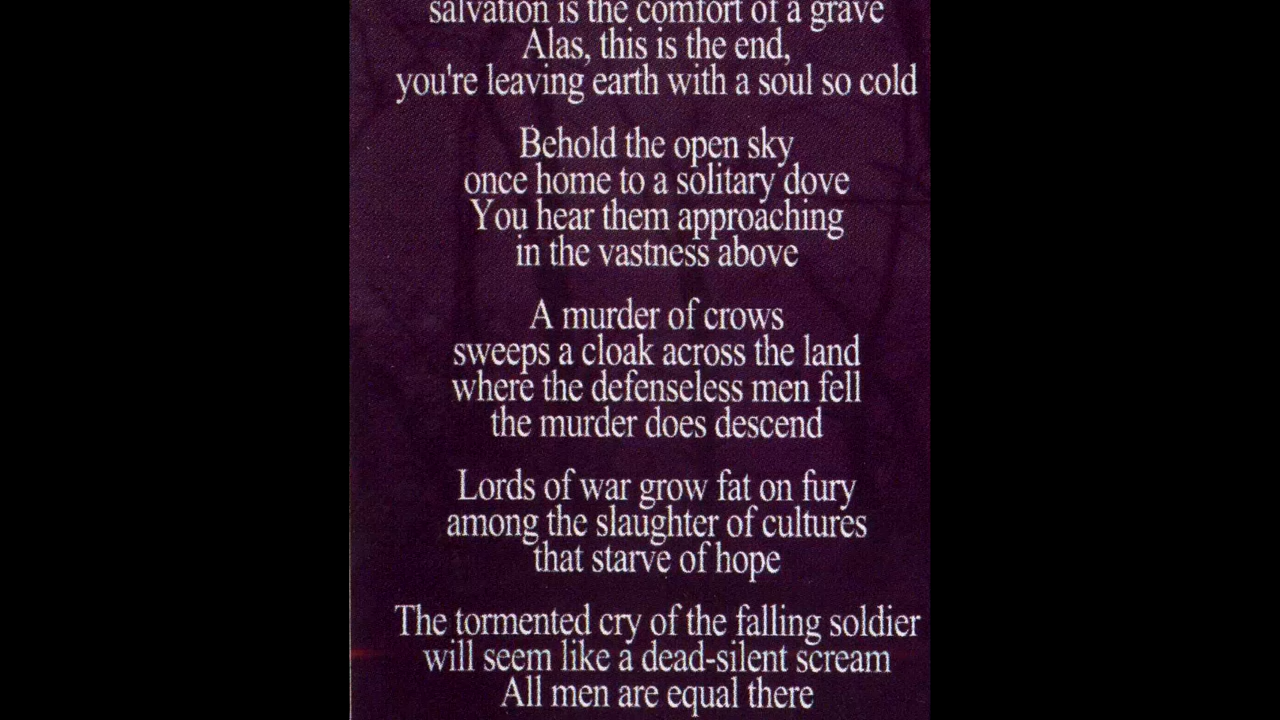 salvation is the comfort of a grave
Alas, this is the end,
you're leaving earth with a soul so cold
Behold the open sky
once home to a solitary dove
You hear them approaching
in the vastness above
A murder of crows
sweeps a cloak across the land
where the defenseless men fell
the murder does descend
Lords of war grow fat on fury
among the slaughter of cultures
that starve of hope
The tormented cry of the falling soldier
will seem like a dead-silent scream
All men are equal there